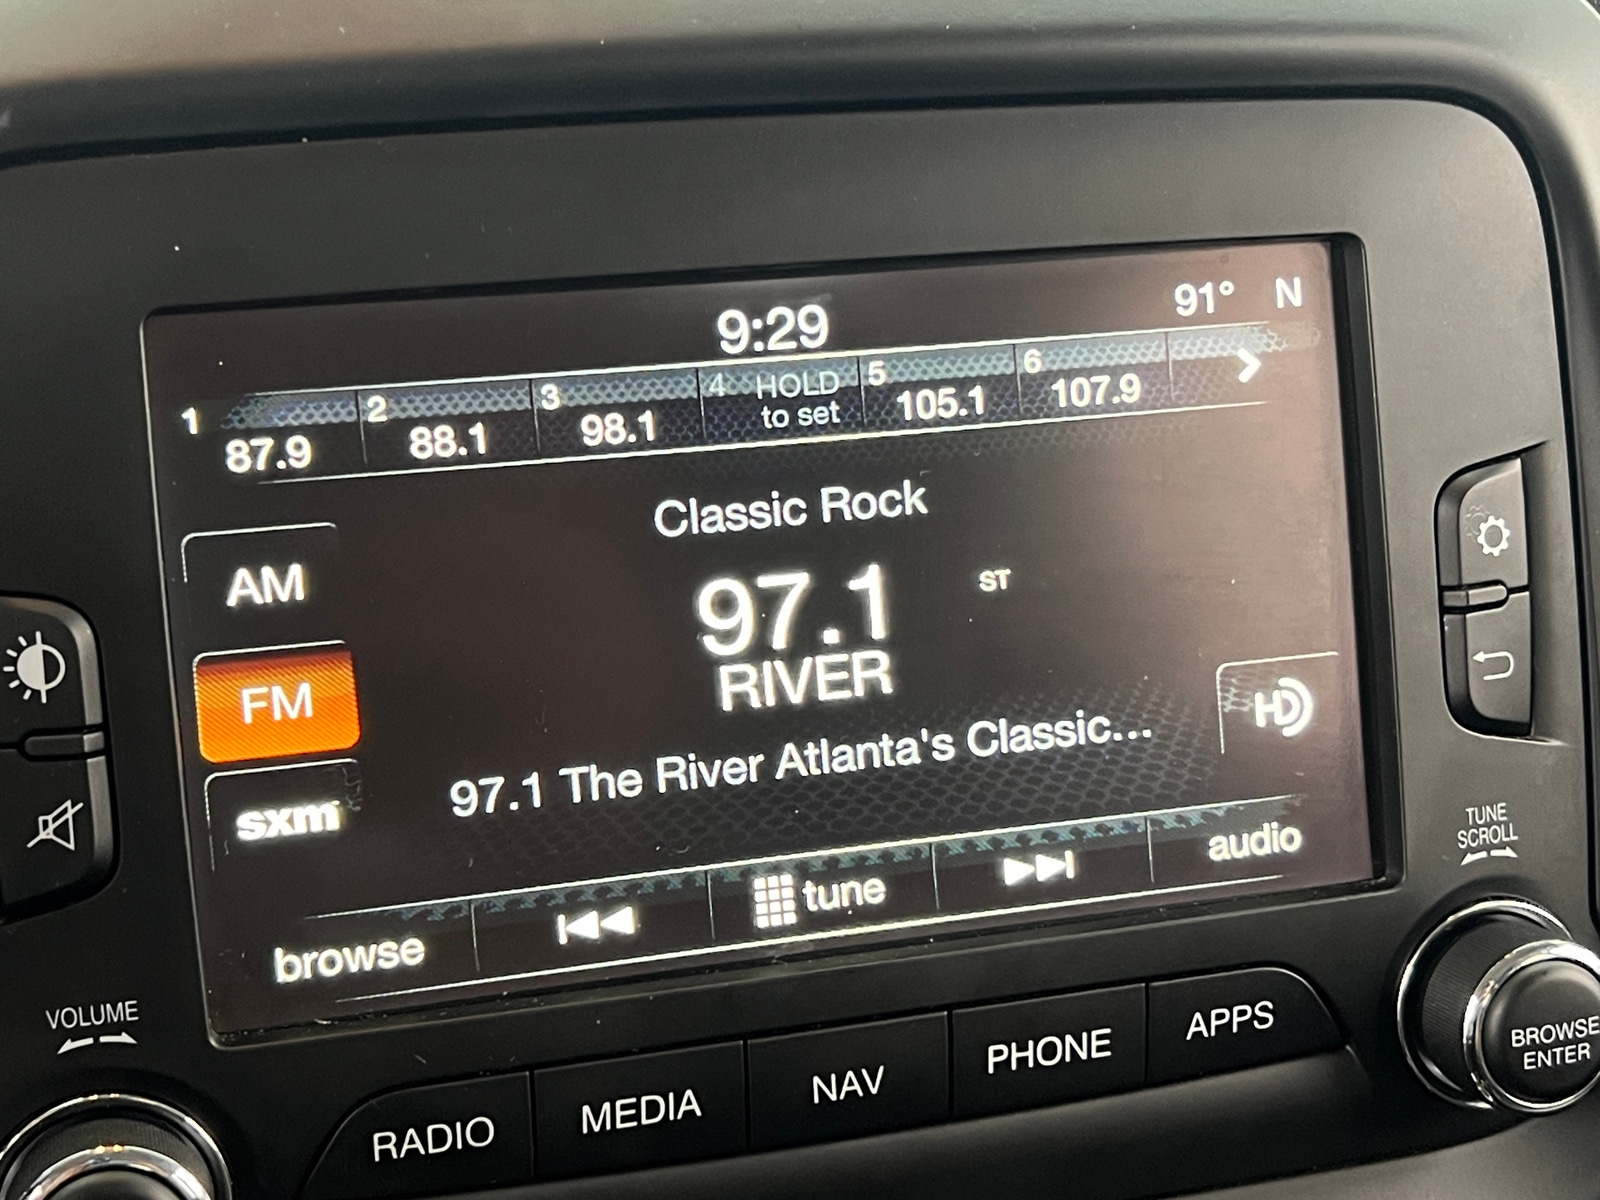 9:29
91° N
1 87.9
2 88.1
3 98.1
4 HOLD
to set
5 105.1
6 107.9
Classic Rock
AM
97.1 ST
FM
RIVER
HD
97.1 The River Atlanta's Classic...
sxm
browse
tune
audio
TUNE
SCROLL
VOLUME
BROWSE
ENTER
RADIO
MEDIA
NAV
PHONE
APPS